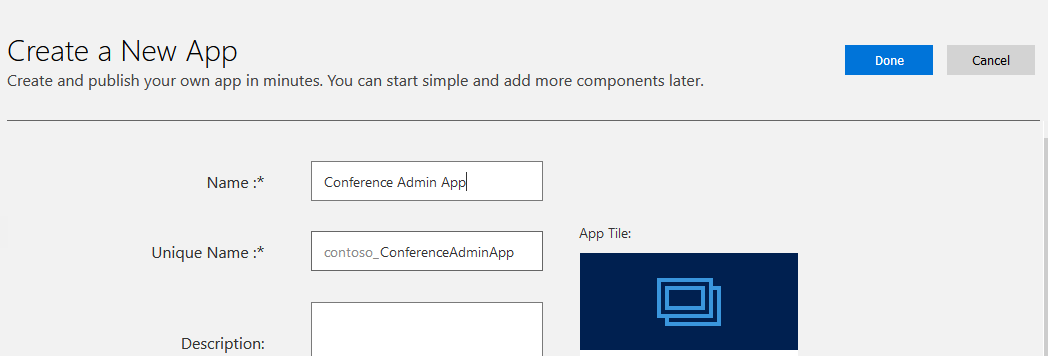 Create a New App
Create and publish your own app in minutes. You can start simple and add more components later.
Done
Cancel
Name :*
Conference Admin App
Unique Name :*
contoso_ConferenceAdminApp
App Tile:
Description: